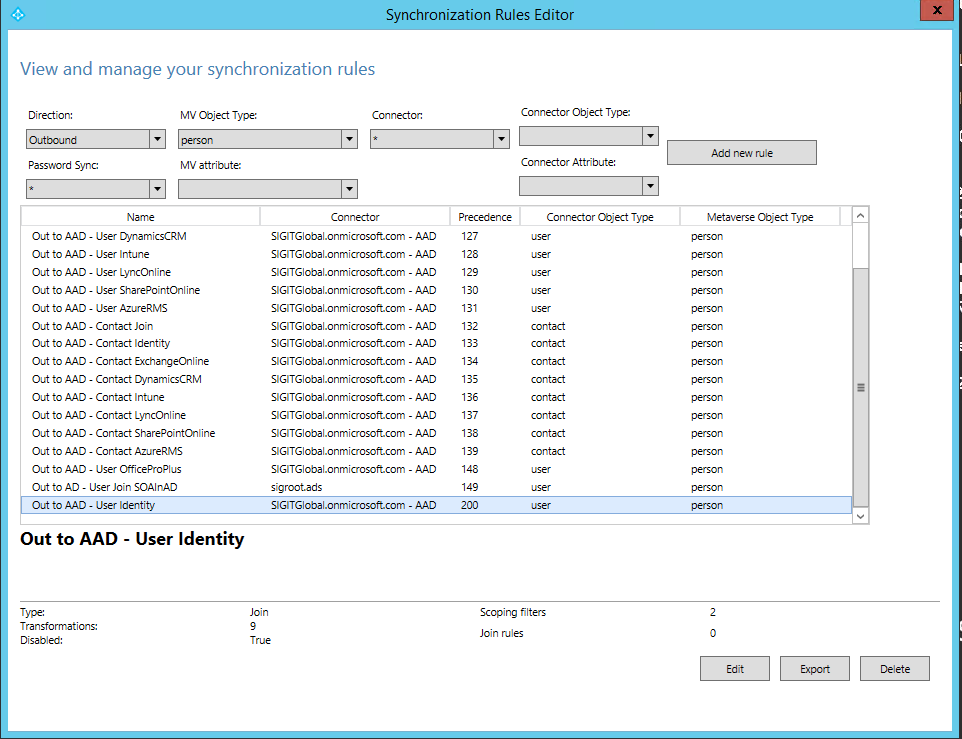 Synchronization Rules Editor
X
View and manage your synchronization rules
Direction: MV Object Type: Connector: Connector Object Type:
Outbound person *
Add new rule
Password Sync: MV attribute: Connector Attribute:
*
Name Connector Precedence Connector Object Type Metaverse Object Type
Out to AAD - User DynamicsCRM SIGITGlobal.onmicrosoft.com - AAD 127 user person
Out to AAD - User Intune SIGITGlobal.onmicrosoft.com - AAD 128 user person
Out to AAD - User LyncOnline SIGITGlobal.onmicrosoft.com - AAD 129 user person
Out to AAD - User SharePointOnline SIGITGlobal.onmicrosoft.com - AAD 130 user person
Out to AAD - User AzureRMS SIGITGlobal.onmicrosoft.com - AAD 131 user person
Out to AAD - Contact Join SIGITGlobal.onmicrosoft.com - AAD 132 contact person
Out to AAD - Contact Identity SIGITGlobal.onmicrosoft.com - AAD 133 contact person
Out to AAD - Contact ExchangeOnline SIGITGlobal.onmicrosoft.com - AAD 134 contact person
Out to AAD - Contact DynamicsCRM SIGITGlobal.onmicrosoft.com - AAD 135 contact person
Out to AAD - Contact Intune SIGITGlobal.onmicrosoft.com - AAD 136 contact person
Out to AAD - Contact LyncOnline SIGITGlobal.onmicrosoft.com - AAD 137 contact person
Out to AAD - Contact SharePointOnline SIGITGlobal.onmicrosoft.com - AAD 138 contact person
Out to AAD - Contact AzureRMS SIGITGlobal.onmicrosoft.com - AAD 139 contact person
Out to AAD - User OfficeProPlus SIGITGlobal.onmicrosoft.com - AAD 148 user person
Out to AD - User Join SOAInAD sigroot.ads 149 user person
Out to AAD - User Identity SIGITGlobal.onmicrosoft.com - AAD 200 user person
Out to AAD - User Identity
Type: Join Scoping filters 2
Transformations: 9
Join rules 0
Disabled: True
Edit Export Delete